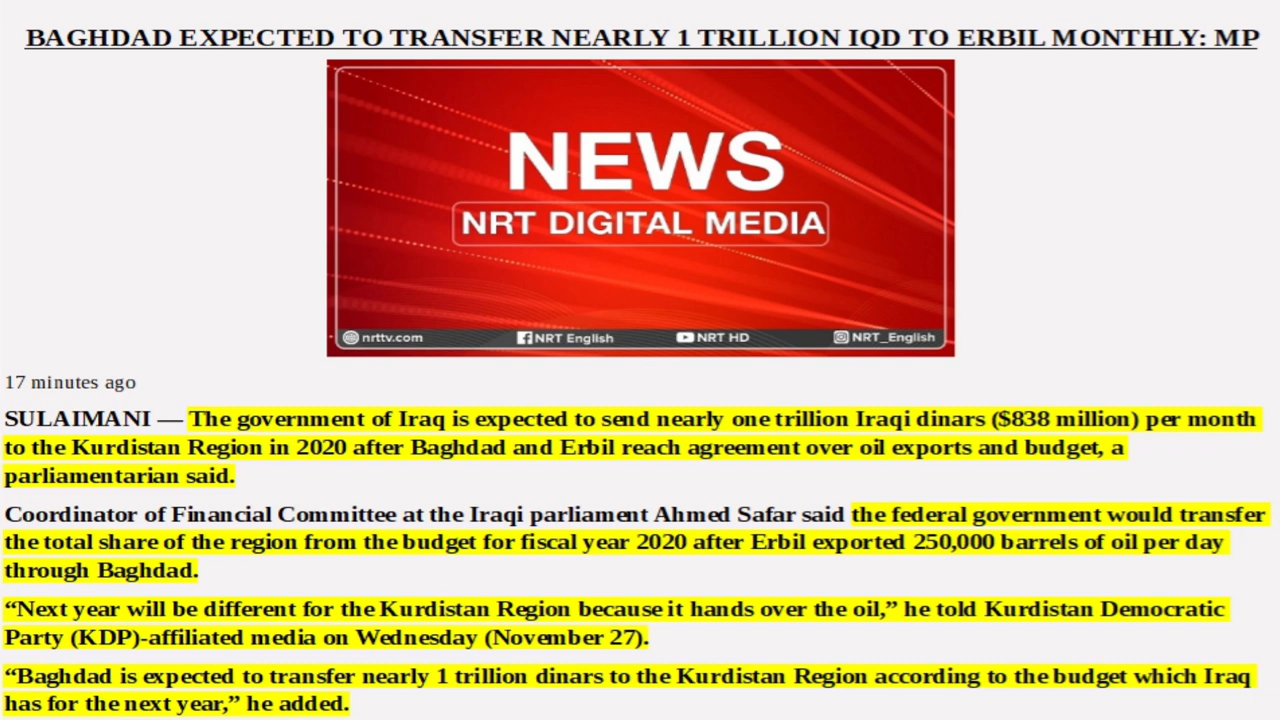 BAGHDAD EXPECTED TO TRANSFER NEARLY 1 TRILLION IQD TO ERBIL MONTHLY: MP
NEWS
NRT DIGITAL MEDIA
nrttv.com NRT English NRT HD NRT_English
17 minutes ago
SULAIMANI — The government of Iraq is expected to send nearly one trillion Iraqi dinars ($838 million) per month
to the Kurdistan Region in 2020 after Baghdad and Erbil reach agreement over oil exports and budget, a
parliamentarian said.
Coordinator of Financial Committee at the Iraqi parliament Ahmed Safar said the federal government would transfer
the total share of the region from the budget for fiscal year 2020 after Erbil exported 250,000 barrels of oil per day
through Baghdad.
“Next year will be different for the Kurdistan Region because it hands over the oil,” he told Kurdistan Democratic
Party (KDP)-affiliated media on Wednesday (November 27).
“Baghdad is expected to transfer nearly 1 trillion dinars to the Kurdistan Region according to the budget which Iraq
has for the next year,” he added.